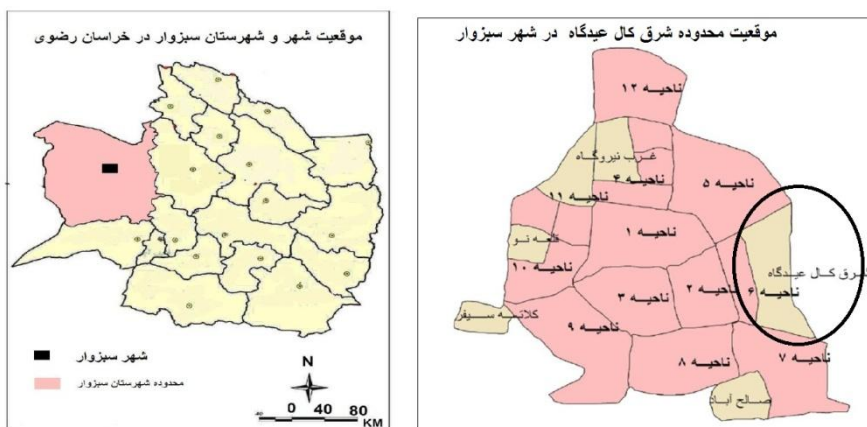 موقعیت شهر و شهرستان سبزوار در خراسان رضوی
شهر سبزوار
محدوده شهرستان سبزوار
N
0 40 80
KM
موقعیت محدوده شرق کال عیدگاه در شهر سبزوار
ناحیه ۱۲
غرب نیروگاه
ناحیه ۴
ناحیه ۵
ناحیه ۱۱
ناحیه ۱
قلعه نو
شرق کال عیدگاه
ناحیه ۱۰
ناحیه ۲
ناحیه ۶
ناحیه ۳
کلاته سیفر
ناحیه ۹
ناحیه ۸
ناحیه ۷
صالح آباد